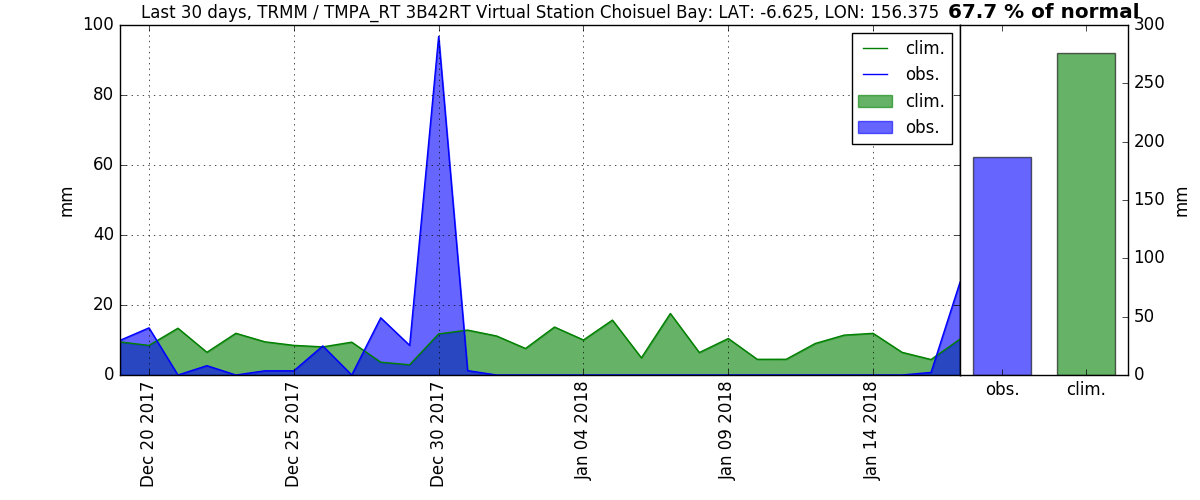 Last 30 days, TRMM / TMPA_RT 3B42RT Virtual Station Choisuel Bay: LAT: -6.625, LON: 156.375
67.7 % of normal
100
80
60
40
20
0
mm
clim.
obs.
clim.
obs.
Dec 20 2017
Dec 25 2017
Dec 30 2017
Jan 04 2018
Jan 09 2018
Jan 14 2018
300
250
200
150
100
50
0
mm
obs.
clim.